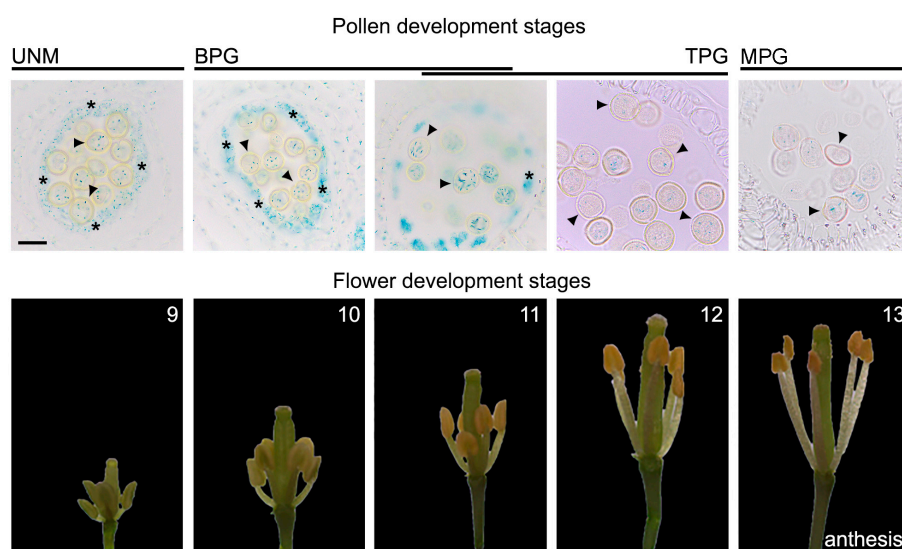 Pollen development stages
UNM BPG TPG MPG
* * * * * * * * *
Flower development stages
9 10 11 12 13
anthesis